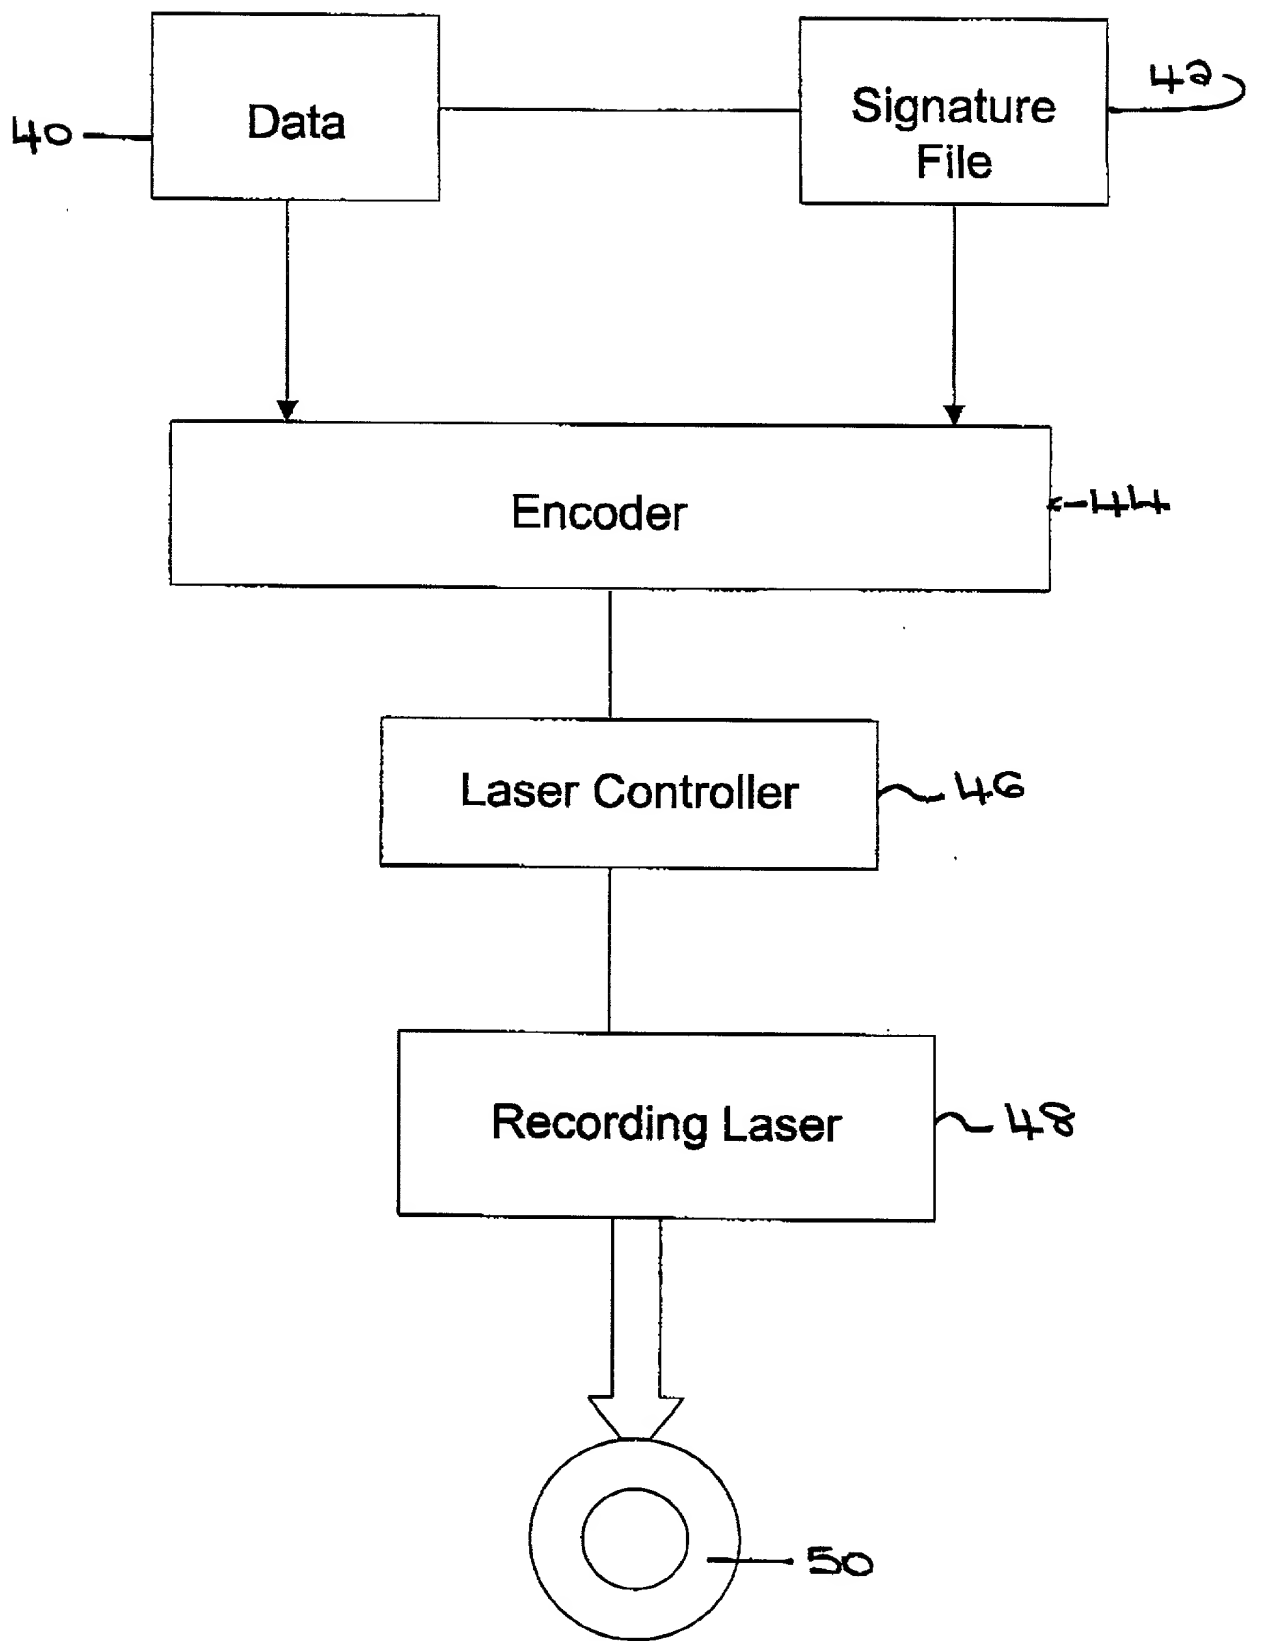 42
Signature
File
Data
40
Encoder
44
Laser Controller
46
Recording Laser
48
50